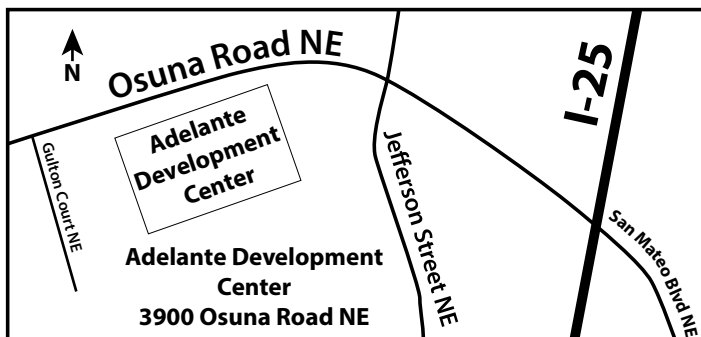 N
Osuna Road NE
I-25
Adelante
Development
Center
Gulton Court NE
Jefferson Street NE
San Mateo Blvd NE
Adelante Development
Center
3900 Osuna Road NE